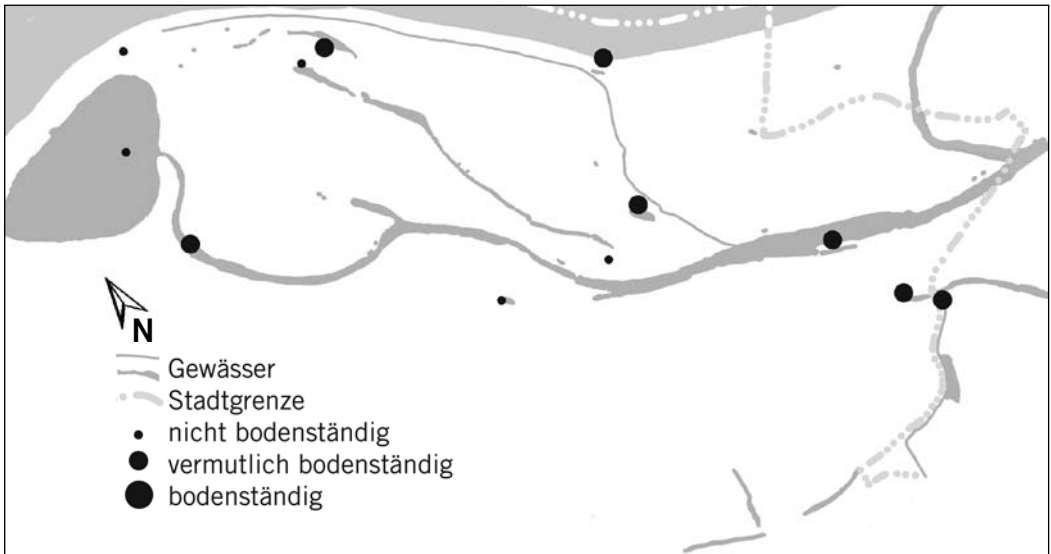 N
Gewässer
Stadtgrenze
nicht bodenständig
vermutlich bodenständig
bodenständig